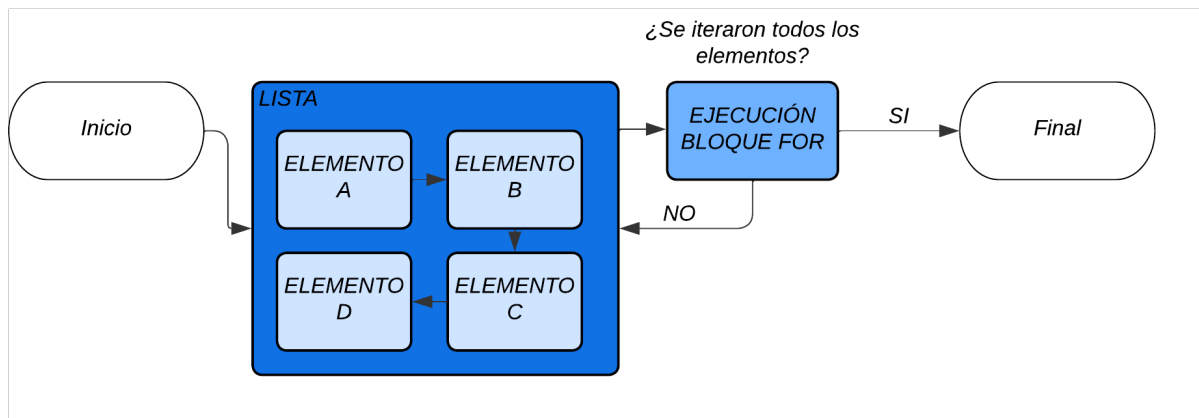 ¿Se iteraron todos los
elementos?
Inicio
LISTA
ELEMENTO
A
ELEMENTO
B
ELEMENTO
D
ELEMENTO
C
EJECUCIÓN
BLOQUE FOR
SI
NO
Final